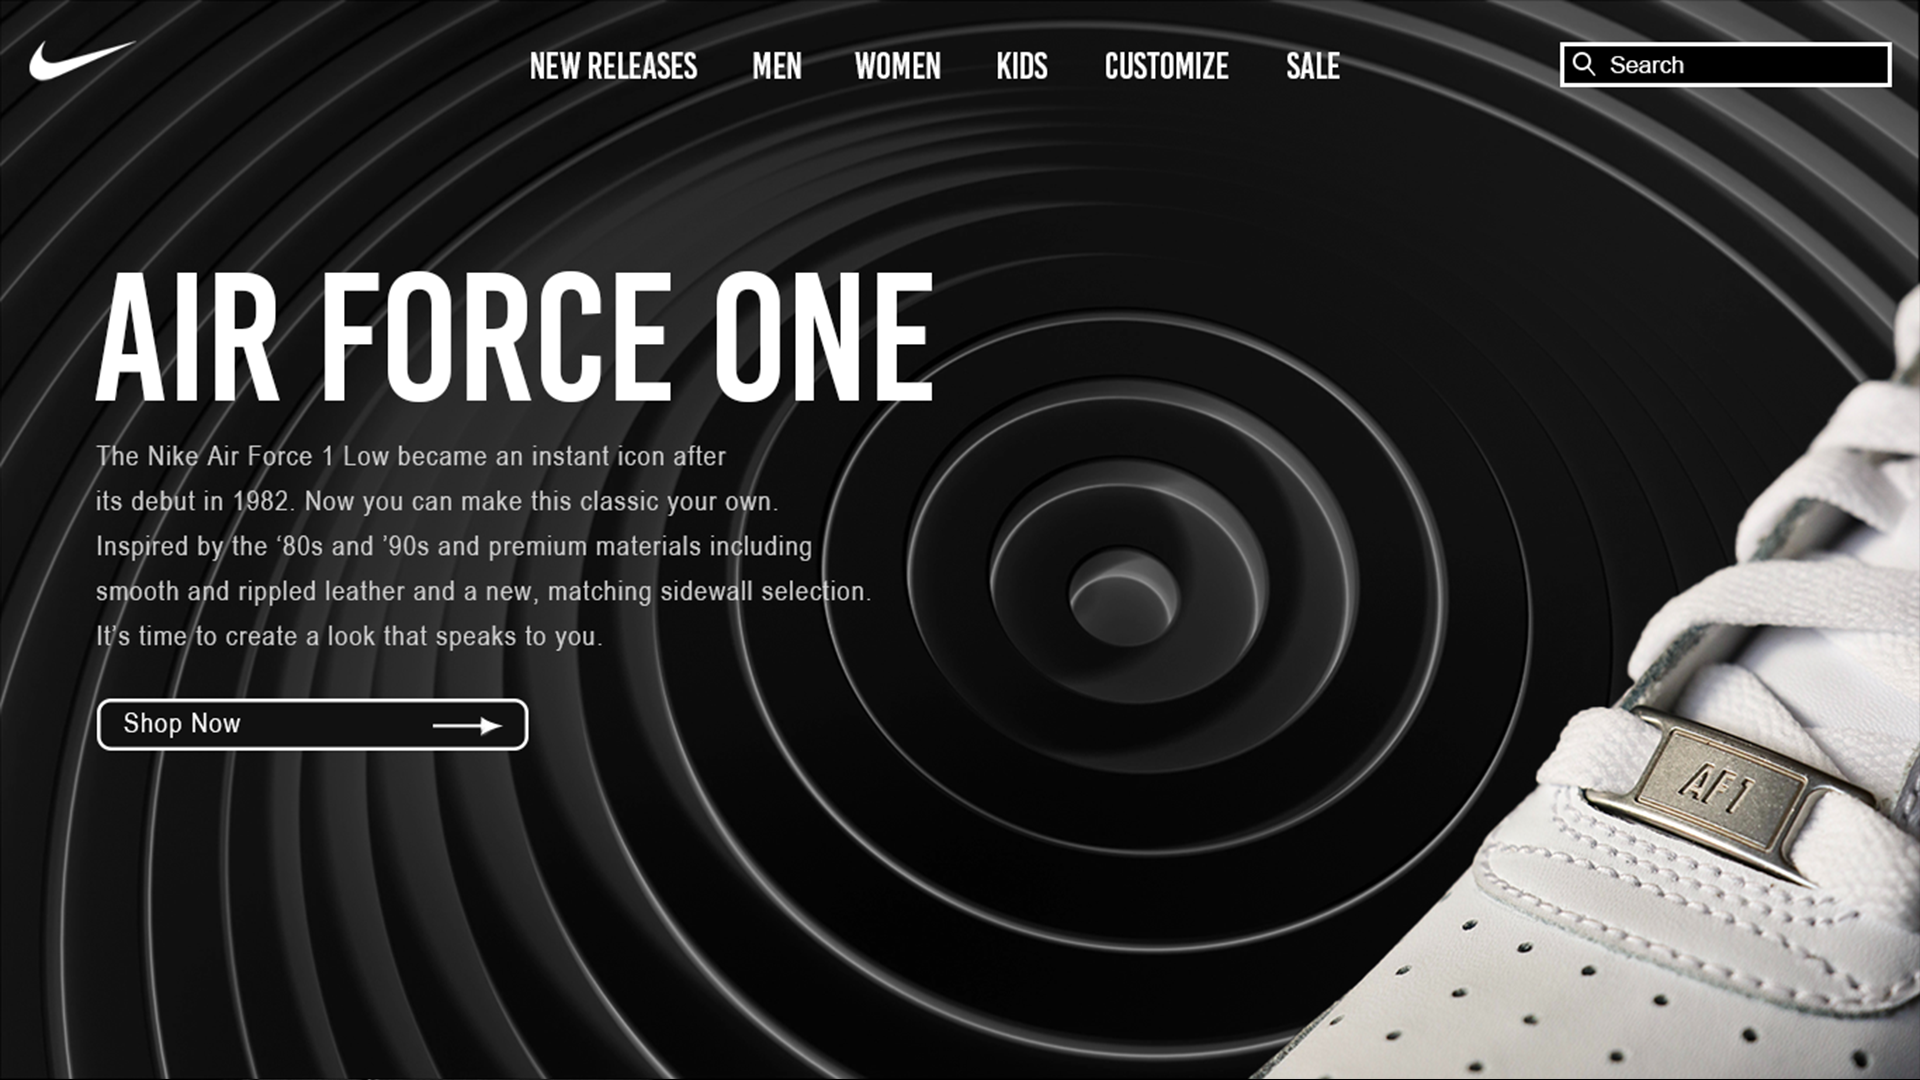 NEW RELEASES MEN WOMEN KIDS CUSTOMIZE SALE Search
AIR FORCE ONE
The Nike Air Force 1 Low became an instant icon after
its debut in 1982. Now you can make this classic your own.
Inspired by the ‘80s and ’90s and premium materials including
smooth and rippled leather and a new, matching sidewall selection.
It’s time to create a look that speaks to you.
Shop Now
AF1